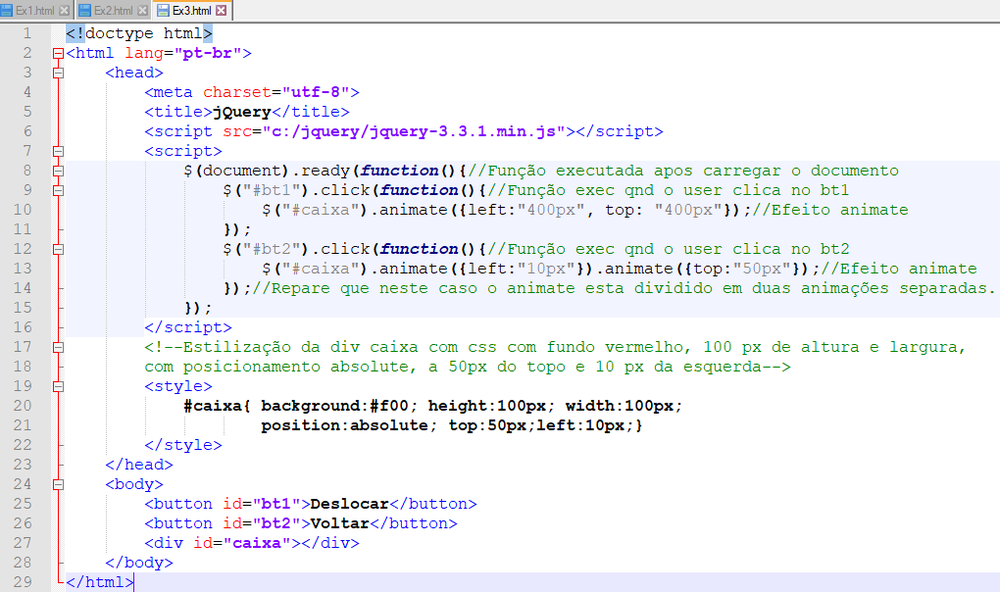 Ex1.html Ex2.html Ex3.html
1 <!doctype html>
2 <html lang="pt-br">
3 <head>
4 <meta charset="utf-8">
5 <title>jQuery</title>
6 <script src="c:/jquery/jquery-3.3.1.min.js"></script>
7 <script>
8 $(document).ready(function(){//Função executada apos carregar o documento
9 $("#bt1").click(function(){//Função exec qnd o user clica no bt1
10 $("#caixa").animate({left:"400px", top: "400px"});//Efeito animate
11 });
12 $("#bt2").click(function(){//Função exec qnd o user clica no bt2
13 $("#caixa").animate({left:"10px"}).animate({top:"50px"});//Efeito animate
14 });//Repare que neste caso o animate esta dividido em duas animações separadas.
15 });
16 </script>
17 <!--Estilização da div caixa com css com fundo vermelho, 100 px de altura e largura,
18 com posicionamento absolute, a 50px do topo e 10 px da esquerda-->
19 <style>
20 #caixa{ background:#f00; height:100px; width:100px;
21 position:absolute; top:50px;left:10px;}
22 </style>
23 </head>
24 <body>
25 <button id="bt1">Deslocar</button>
26 <button id="bt2">Voltar</button>
27 <div id="caixa"></div>
28 </body>
29 </html>